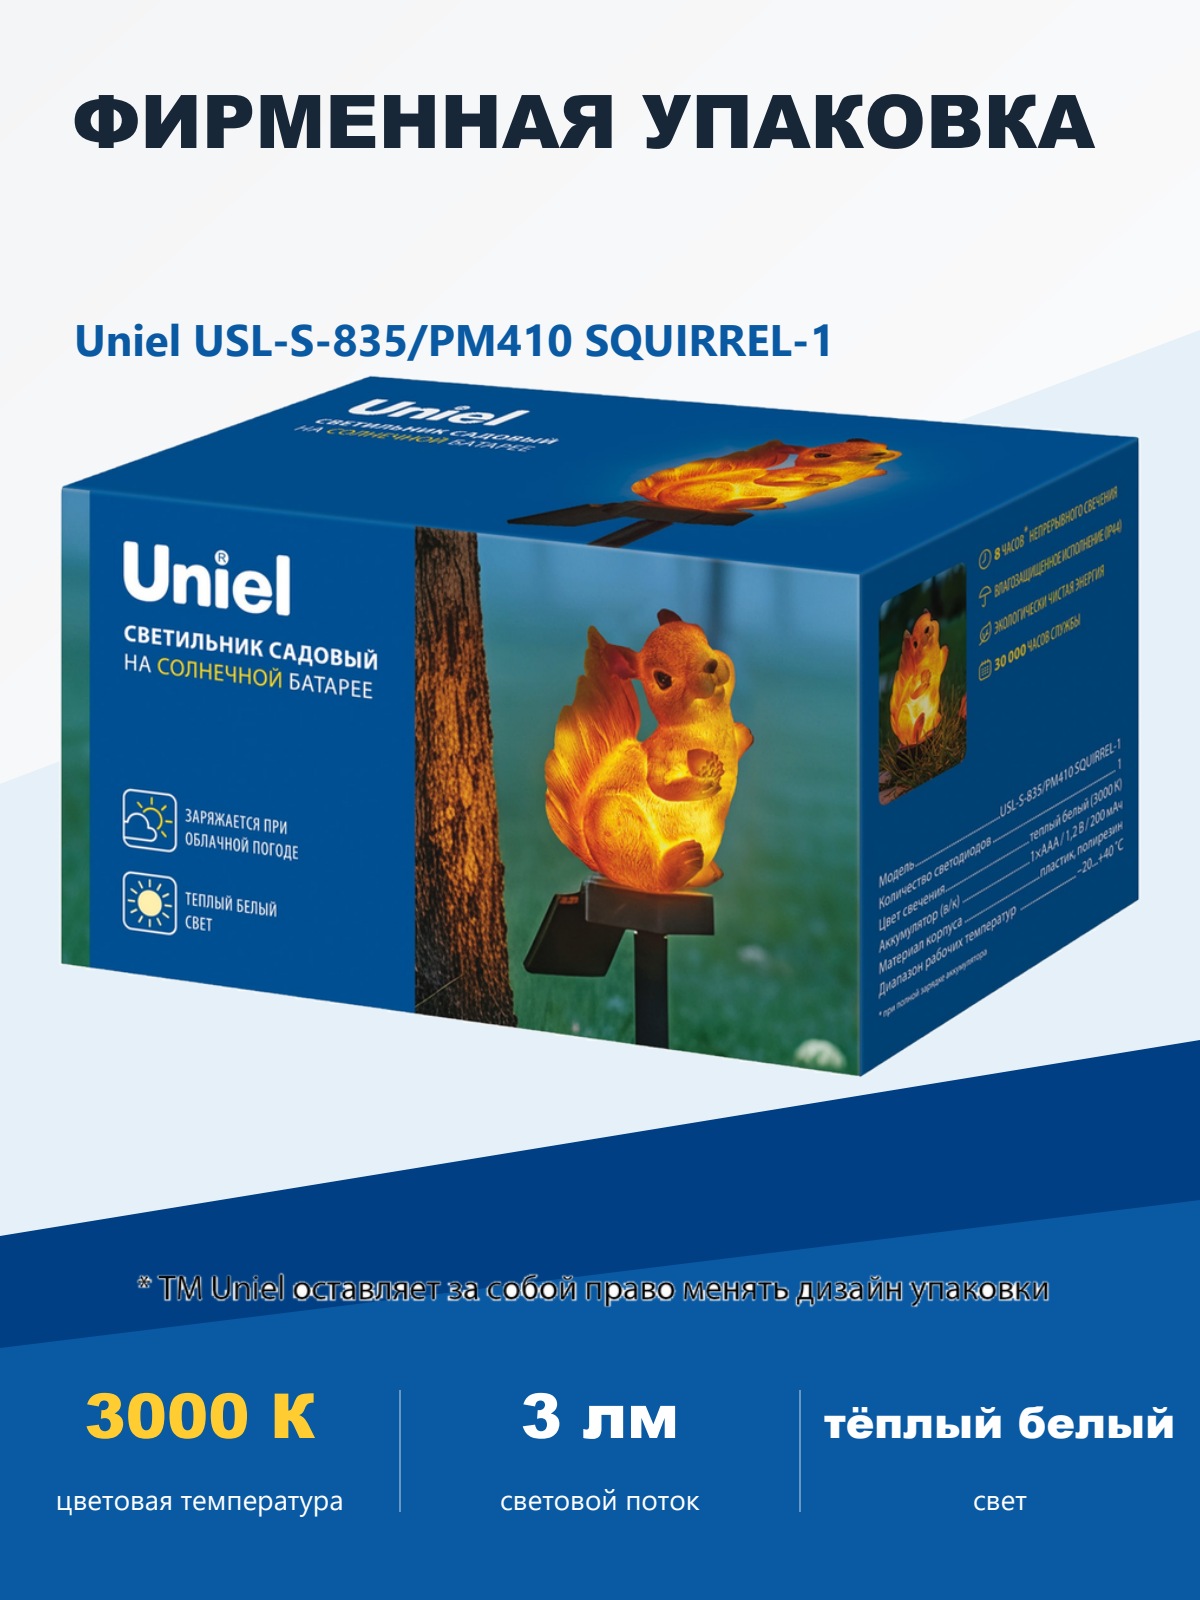 ФИРМЕННАЯ УПАКОВКА
Uniel USL-S-835/PM410 SQUIRREL-1
Uniel
СВЕТИЛЬНИК САДОВЫЙ
НА СОЛНЕЧНОЙ БАТАРЕЕ
Uniel®
СВЕТИЛЬНИК САДОВЫЙ
НА СОЛНЕЧНОЙ БАТАРЕЕ
ЗАРЯЖАЕТСЯ ПРИ
ОБЛАЧНОЙ ПОГОДЕ
ТЕПЛЫЙ БЕЛЫЙ
СВЕТ
8 ЧАСОВ* НЕПРЕРЫВНОГО СВЕЧЕНИЯ
ВЛАГОЗАЩИЩЕННОЕ ИСПОЛНЕНИЕ (IP44)
ЭКОЛОГИЧЕСКИ ЧИСТАЯ ЭНЕРГИЯ
30 000 ЧАСОВ СЛУЖБЫ
Модель USL-S-835/PM410 SQUIRREL-1
Количество светодиодов 1
Цвет свечения теплый белый (3000 К)
Аккумулятор (в/к) 1×AAA / 1,2 В / 200 мАч
Материал корпуса пластик, полирезин
Диапазон рабочих температур –20...+40 °C
* при полной зарядке аккумулятора
* ТМ Uniel оставляет за собой право менять дизайн упаковки
3000 К
цветовая температура
3 лм
световой поток
тёплый белый
свет